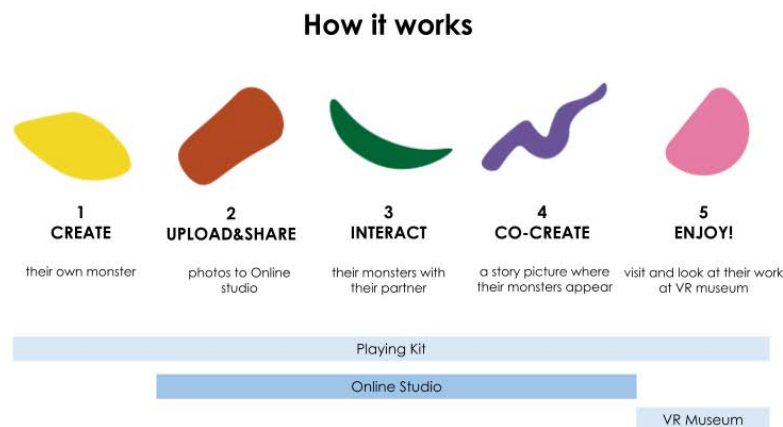 How it works
1
CREATE
their own monster
2
UPLOAD&SHARE
photos to Online
studio
3
INTERACT
their monsters with
their partner
4
CO-CREATE
a story picture where
their monsters appear
5
ENJOY!
visit and look at their work
at VR museum
Playing Kit
Online Studio
VR Museum